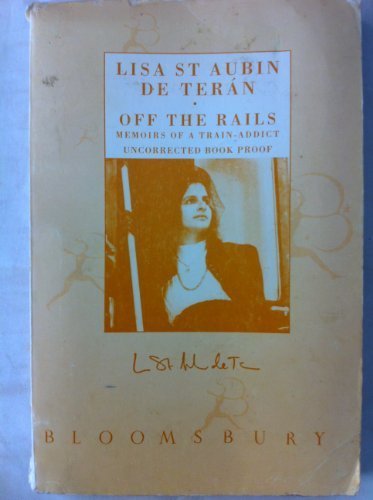 LISA ST AUBIN
DE TERÁN
·
OFF THE RAILS
MEMOIRS OF A TRAIN-ADDICT
UNCORRECTED BOOK PROOF
BLOOMSBURY